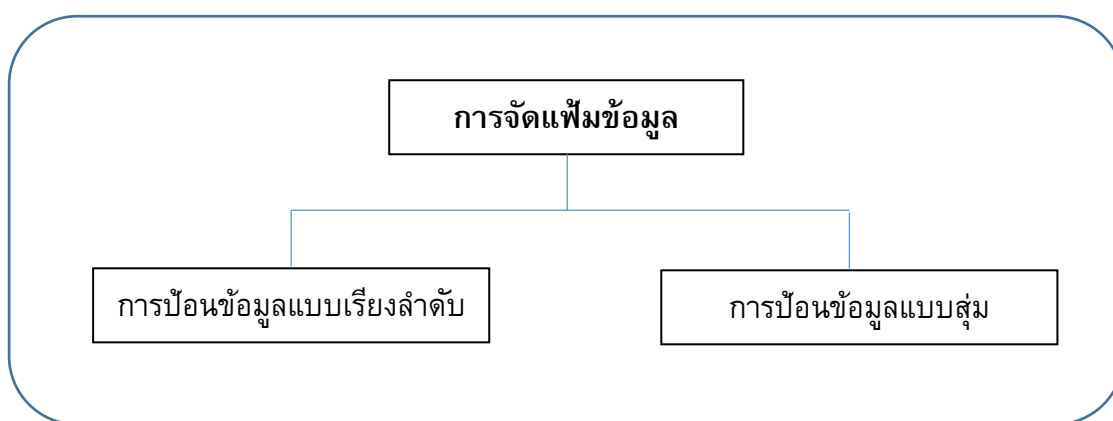 การจัดแฟ้มข้อมูล
การป้อนข้อมูลแบบเรียงลำดับ
การป้อนข้อมูลแบบสุ่ม